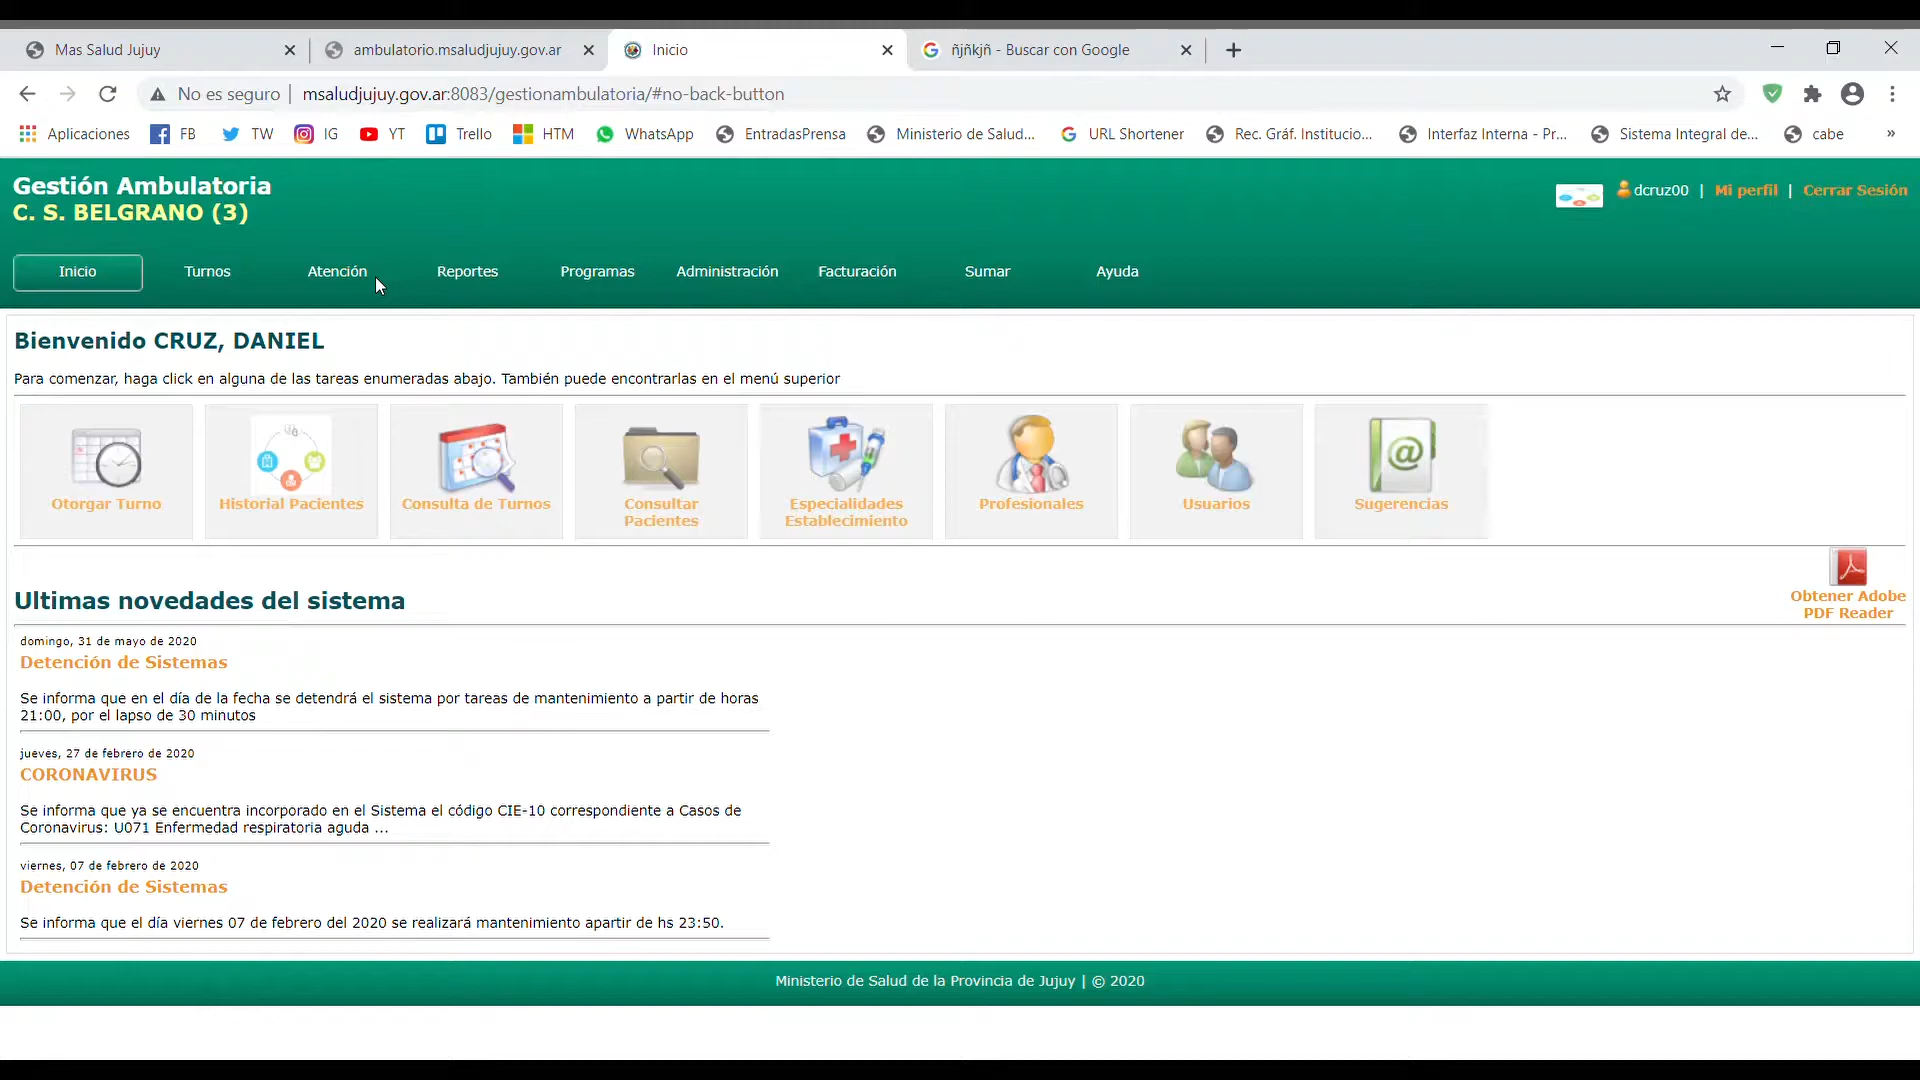 Mas Salud Jujuy
ambulatorio.msaludjujuy.gov.ar
Inicio
ñjñkjñ - Buscar con Google
No es seguro | msaludjujuy.gov.ar:8083/gestionambulatoria/#no-back-button
Aplicaciones FB TW IG YT Trello HTM WhatsApp EntradasPrensa Ministerio de Salud... URL Shortener Rec. Gráf. Institucio... Interfaz Interna - Pr... Sistema Integral de... cabe »
Gestión Ambulatoria
C. S. BELGRANO (3)
dcruz00 | Mi perfil | Cerrar Sesión
Inicio Turnos Atención Reportes Programas Administración Facturación Sumar Ayuda
Bienvenido CRUZ, DANIEL
Para comenzar, haga click en alguna de las tareas enumeradas abajo. También puede encontrarlas en el menú superior
Otorgar Turno
Historial Pacientes
Consulta de Turnos
Consultar
Pacientes
Especialidades
Establecimiento
Profesionales
Usuarios
Sugerencias
Obtener Adobe
PDF Reader
Ultimas novedades del sistema
domingo, 31 de mayo de 2020
Detención de Sistemas
Se informa que en el día de la fecha se detendrá el sistema por tareas de mantenimiento a partir de horas
21:00, por el lapso de 30 minutos
jueves, 27 de febrero de 2020
CORONAVIRUS
Se informa que ya se encuentra incorporado en el Sistema el código CIE-10 correspondiente a Casos de
Coronavirus: U071 Enfermedad respiratoria aguda ...
viernes, 07 de febrero de 2020
Detención de Sistemas
Se informa que el día viernes 07 de febrero del 2020 se realizará mantenimiento apartir de hs 23:50.
Ministerio de Salud de la Provincia de Jujuy | © 2020